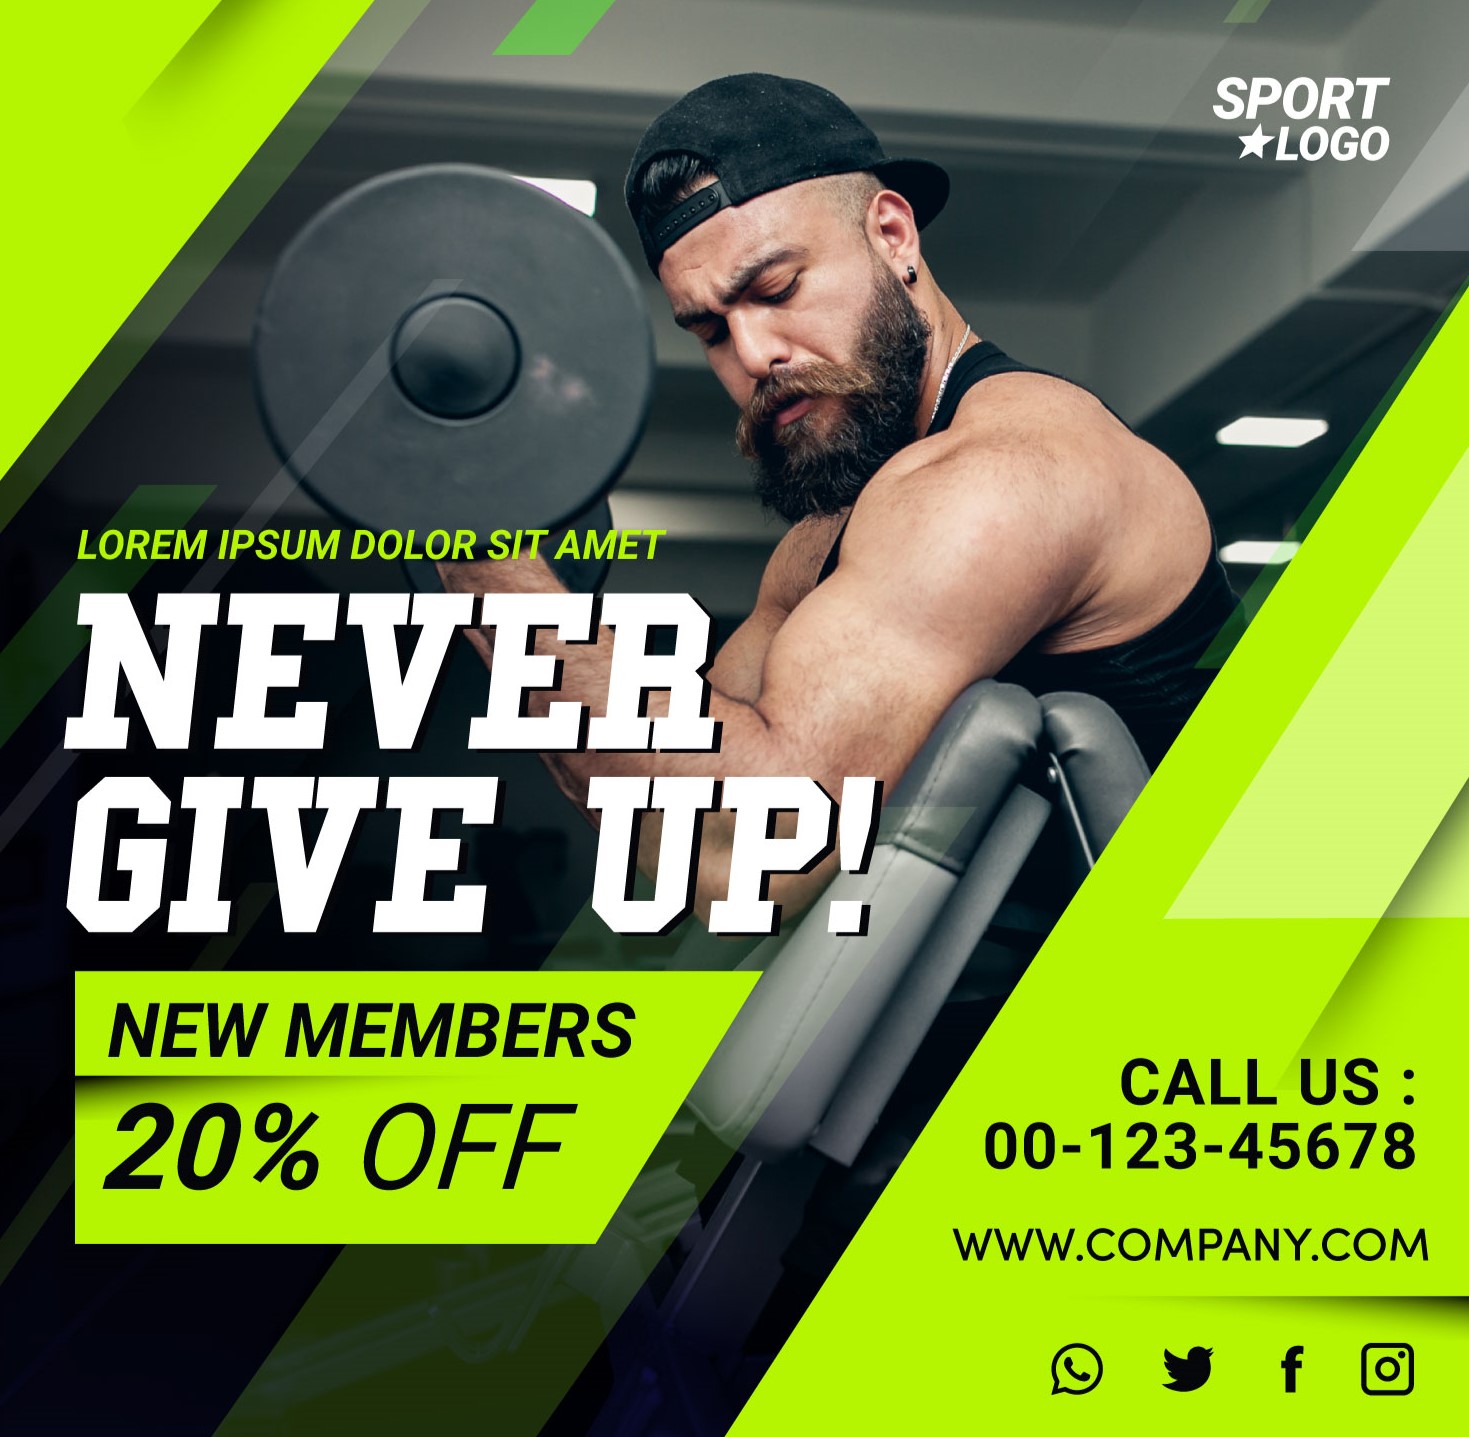 SPORT
LOGO
LOREM IPSUM DOLOR SIT AMET
NEVER
GIVE UP!
NEW MEMBERS
20% OFF
CALL US :
00-123-45678
WWW.COMPANY.COM